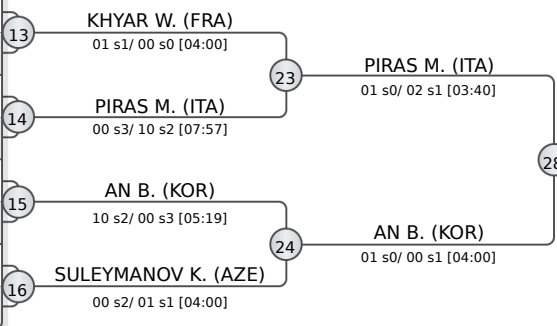 13
KHYAR W. (FRA)
01 s1/ 00 s0 [04:00]
23
PIRAS M. (ITA)
01 s0/ 02 s1 [03:40]
14
PIRAS M. (ITA)
00 s3/ 10 s2 [07:57]
28
15
AN B. (KOR)
10 s2/ 00 s3 [05:19]
24
AN B. (KOR)
01 s0/ 00 s1 [04:00]
16
SULEYMANOV K. (AZE)
00 s2/ 01 s1 [04:00]